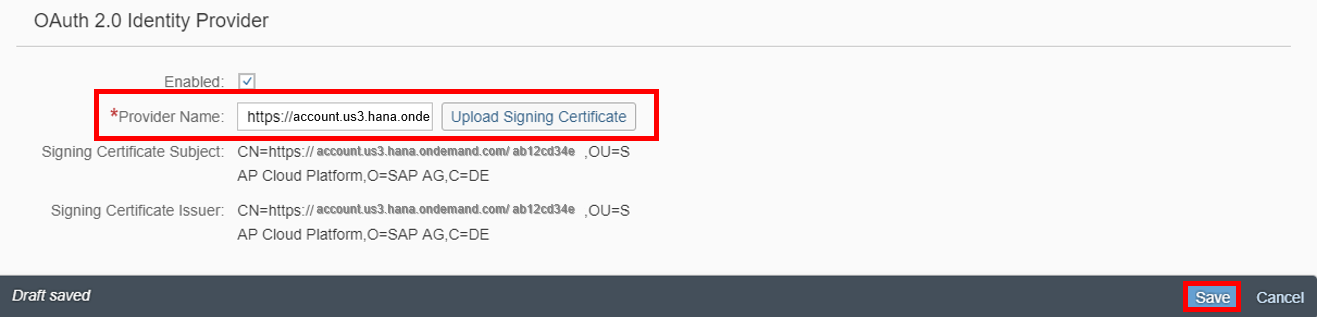 OAuth 2.0 Identity Provider
Enabled:
*Provider Name: https://account.us3.hana.onde Upload Signing Certificate
Signing Certificate Subject: CN=https:// account.us3.hana.ondemand.com/ ab12cd34e ,OU=S
AP Cloud Platform,O=SAP AG,C=DE
Signing Certificate Issuer: CN=https:// account.us3.hana.ondemand.com/ ab12cd34e ,OU=S
AP Cloud Platform,O=SAP AG,C=DE
Draft saved Save Cancel